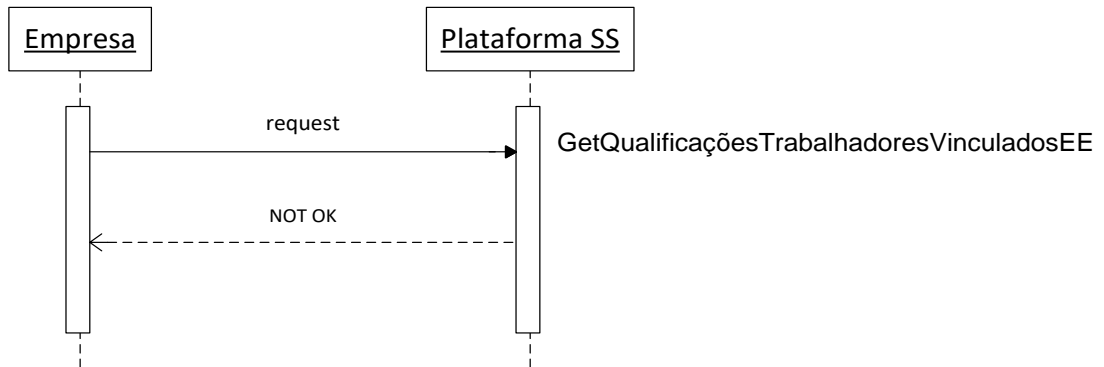 Empresa
Plataforma SS
request
GetQualificaçõesTrabalhadoresVinculadosEE
NOT OK